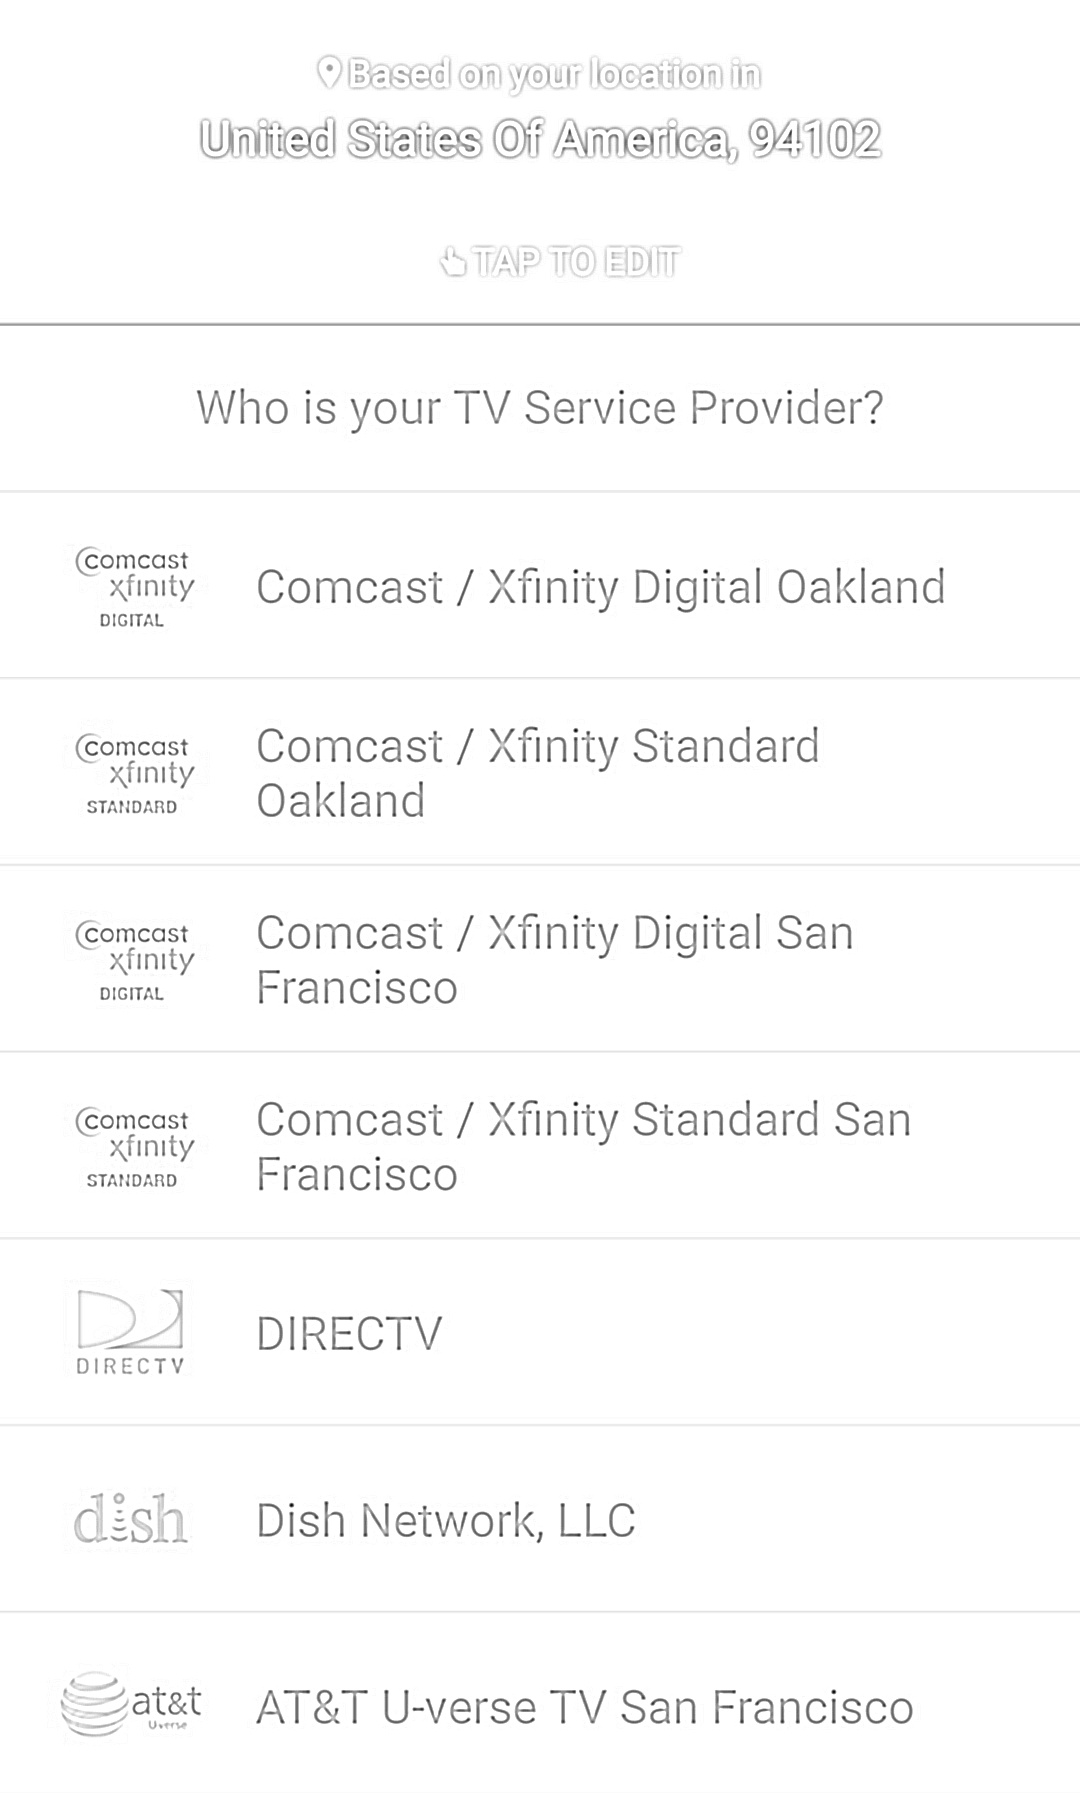 Based on your location in
United States Of America, 94102
TAP TO EDIT
Who is your TV Service Provider?
comcast
xfinity
DIGITAL
Comcast / Xfinity Digital Oakland
comcast
xfinity
STANDARD
Comcast / Xfinity Standard
Oakland
comcast
xfinity
DIGITAL
Comcast / Xfinity Digital San
Francisco
comcast
xfinity
STANDARD
Comcast / Xfinity Standard San
Francisco
DIRECTV
DIRECTV
dish
Dish Network, LLC
at&t
U-verse
AT&T U-verse TV San Francisco